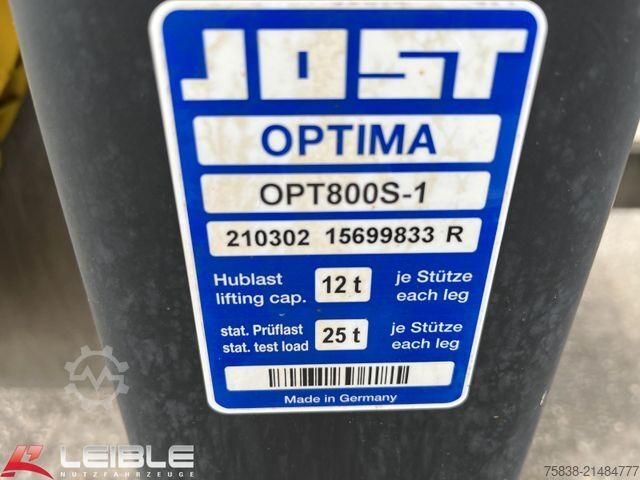 JOST
OPTIMA
OPT800S-1
210302 15699833 R
Hublast lifting cap. 12 t je Stütze each leg
stat. Prüflast stat. test load 25 t je Stütze each leg
Made in Germany
LEIBLE
NUTZFAHRZEUGE
75838-21484777